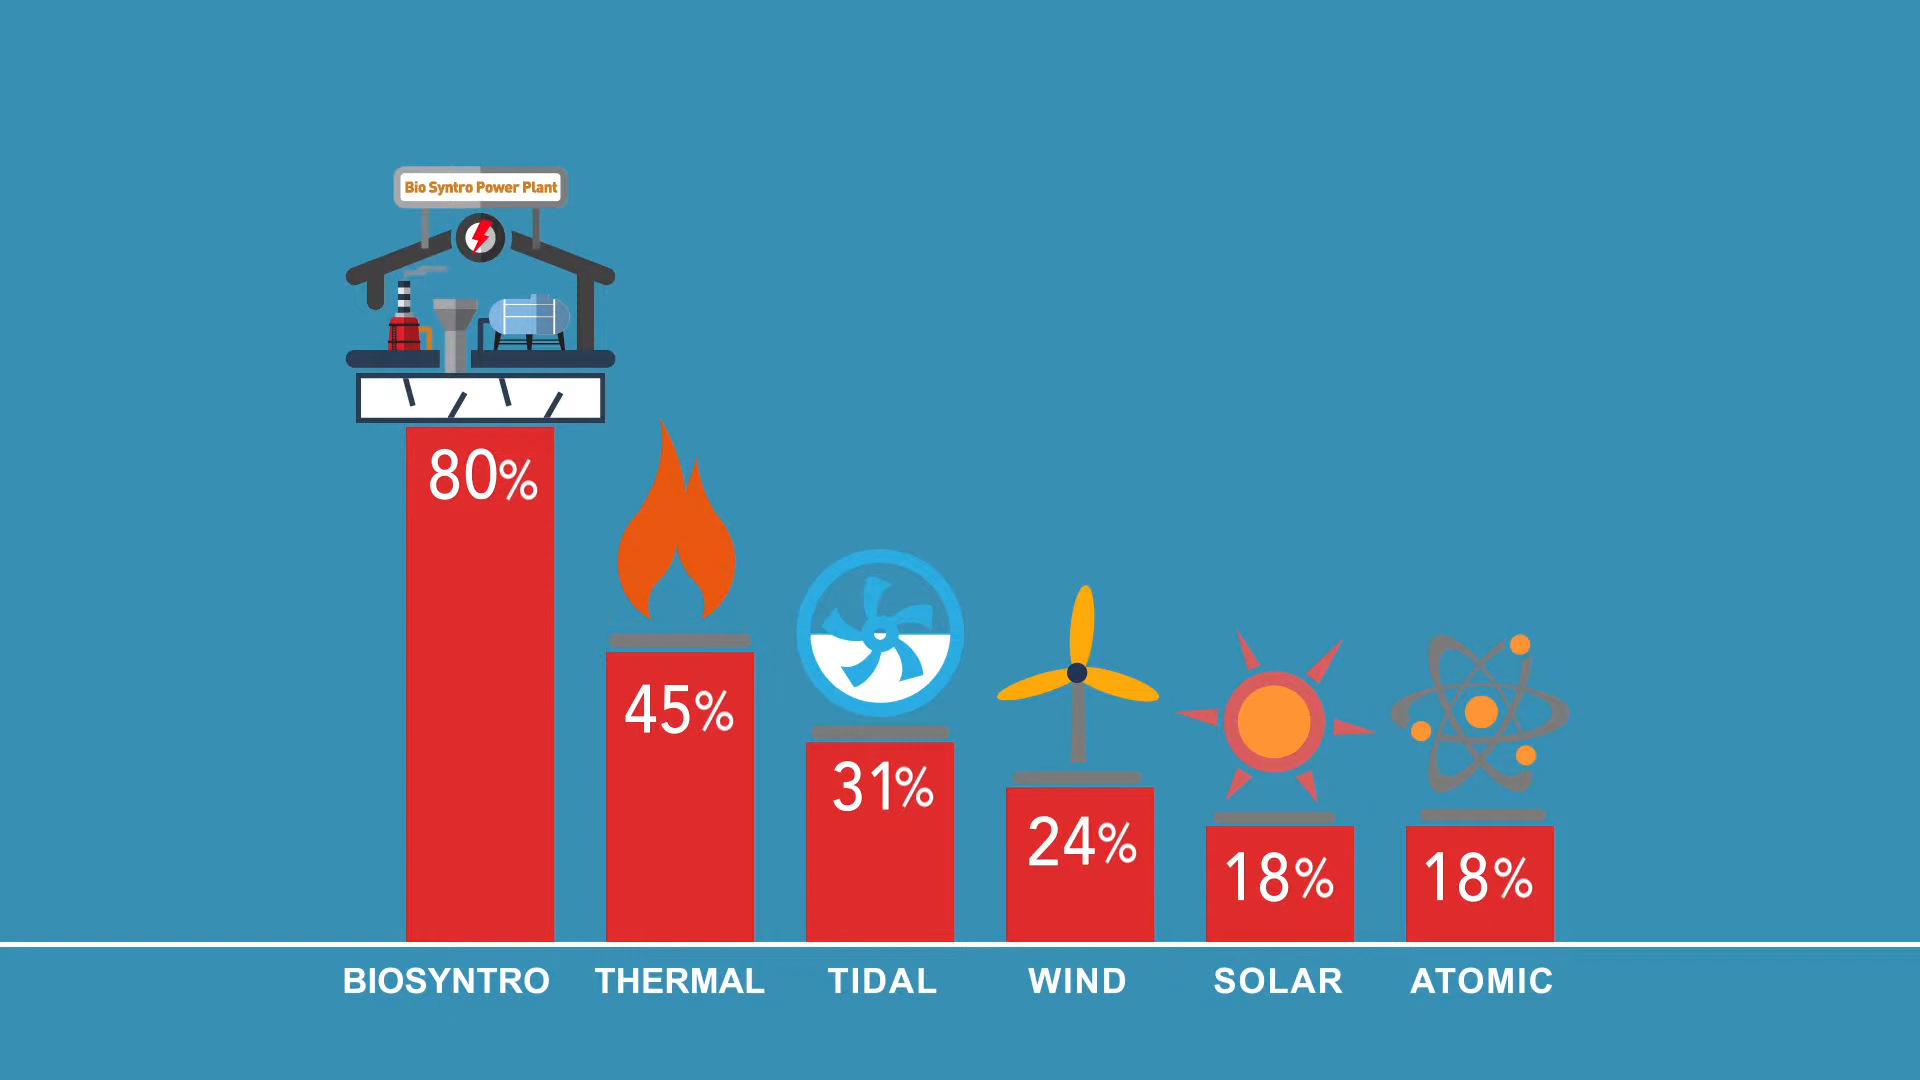 Bio Syntro Power Plant
80%
45%
31%
24%
18%
18%
BIOSYNTRO
THERMAL
TIDAL
WIND
SOLAR
ATOMIC